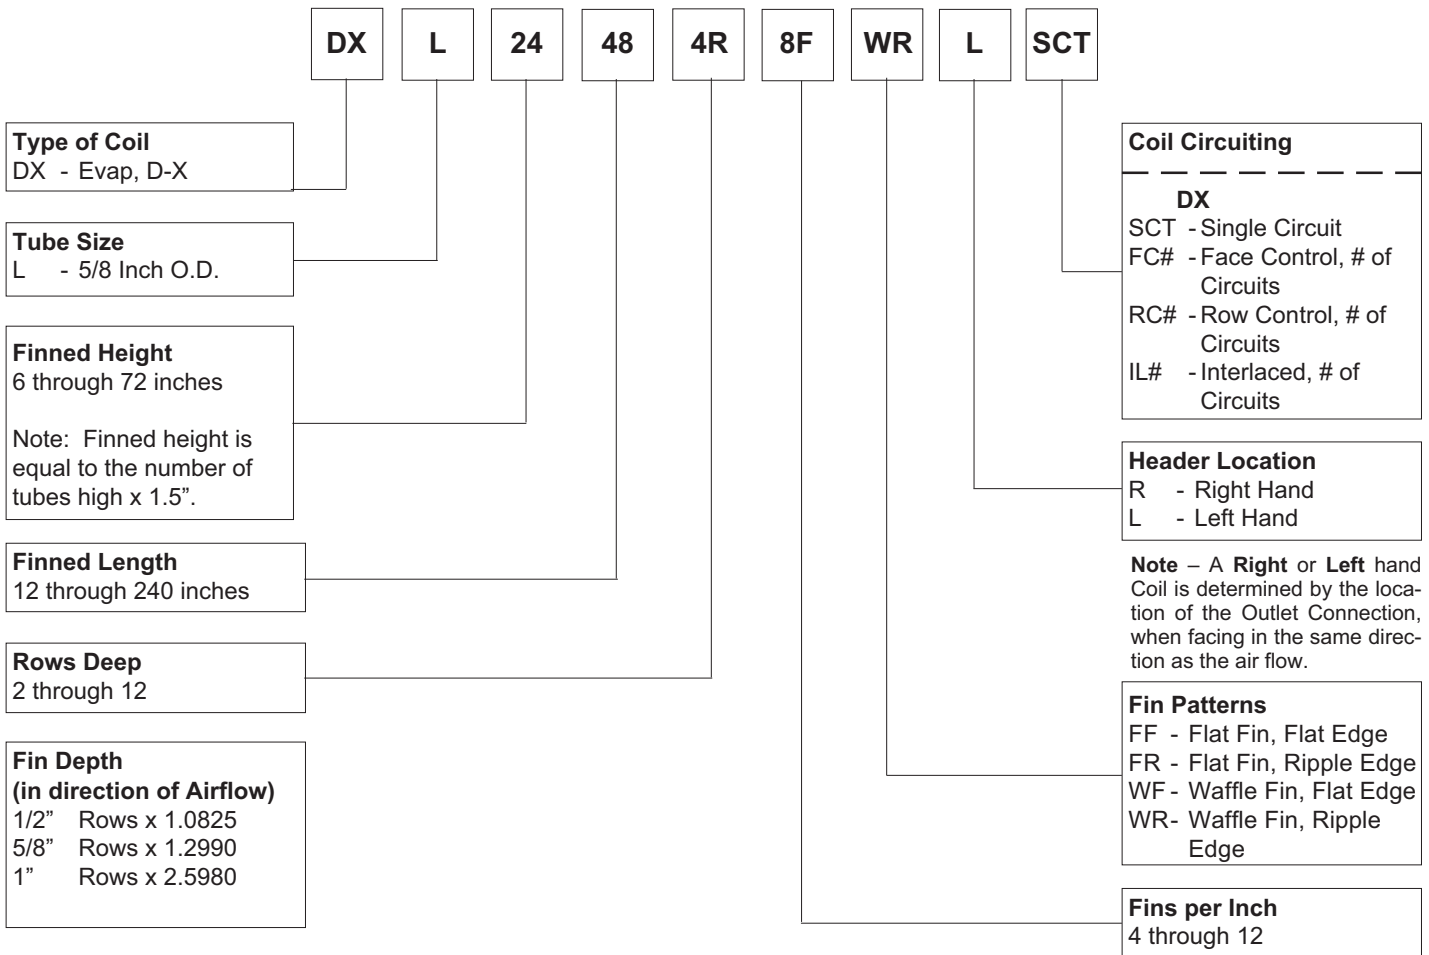 DX L 24 48 4R 8F WR L SCT
Type of Coil
DX - Evap, D-X
Tube Size
L - 5/8 Inch O.D.
Finned Height
6 through 72 inches
Note: Finned height is
equal to the number of
tubes high x 1.5”.
Finned Length
12 through 240 inches
Rows Deep
2 through 12
Fin Depth
(in direction of Airflow)
1/2” Rows x 1.0825
5/8” Rows x 1.2990
1” Rows x 2.5980
Coil Circuiting
DX
SCT - Single Circuit
FC# - Face Control, # of
Circuits
RC# - Row Control, # of
Circuits
IL# - Interlaced, # of
Circuits
Header Location
R - Right Hand
L - Left Hand
Note – A Right or Left hand
Coil is determined by the loca-
tion of the Outlet Connection,
when facing in the same direc-
tion as the air flow.
Fin Patterns
FF - Flat Fin, Flat Edge
FR - Flat Fin, Ripple Edge
WF - Waffle Fin, Flat Edge
WR- Waffle Fin, Ripple
Edge
Fins per Inch
4 through 12